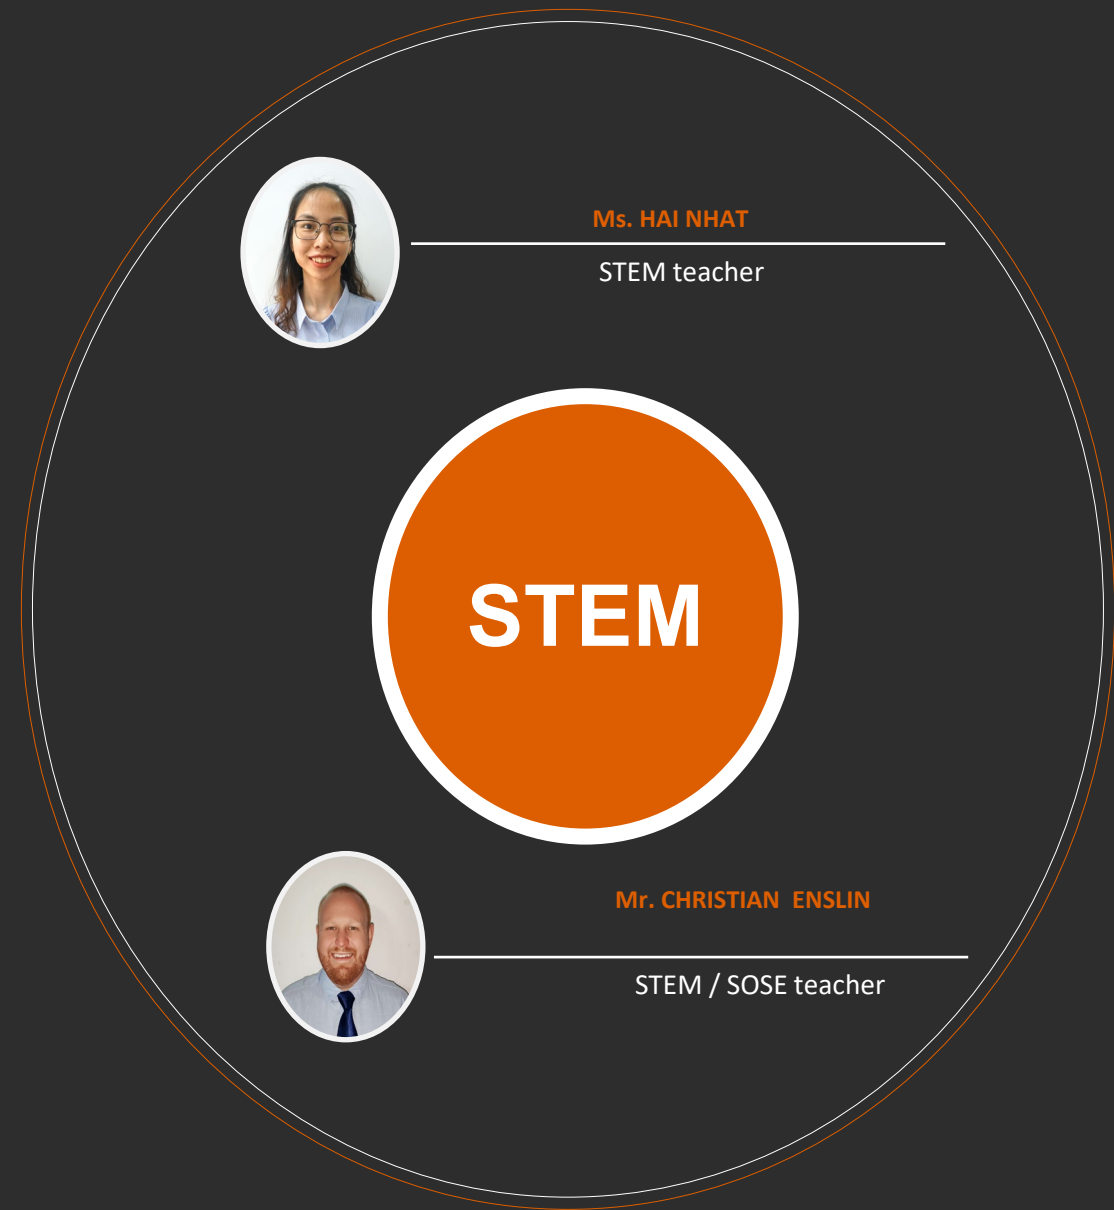 Ms. HAI NHAT
STEM teacher
STEM
Mr. CHRISTIAN  ENSLIN
STEM / SOSE teacher